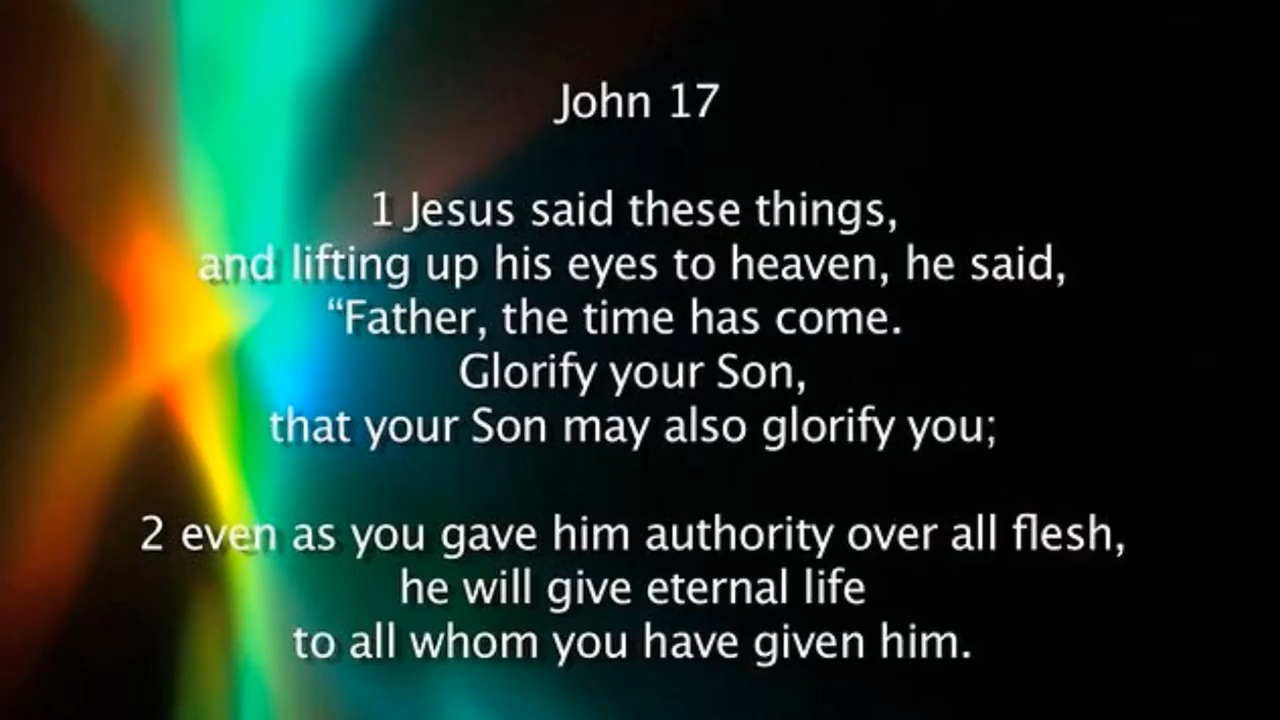 John 17
1 Jesus said these things,
and lifting up his eyes to heaven, he said,
“Father, the time has come.
Glorify your Son,
that your Son may also glorify you;
2 even as you gave him authority over all flesh,
he will give eternal life
to all whom you have given him.